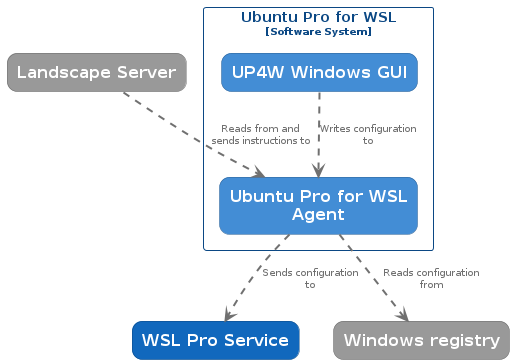 Ubuntu Pro for WSL
[Software System]
Landscape Server
UP4W Windows GUI
Reads from and
sends instructions to
Writes configuration
to
Ubuntu Pro for WSL
Agent
Sends configuration
to
Reads configuration
from
WSL Pro Service
Windows registry